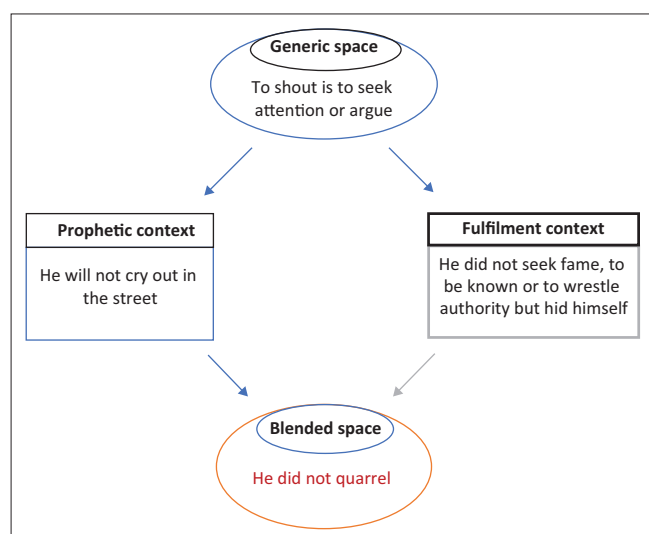 Generic space
To shout is to seek
attention or argue
Prophetic context
He will not cry out in
the street
Fulfilment context
He did not seek fame, to
be known or to wrestle
authority but hid himself
Blended space
He did not quarrel